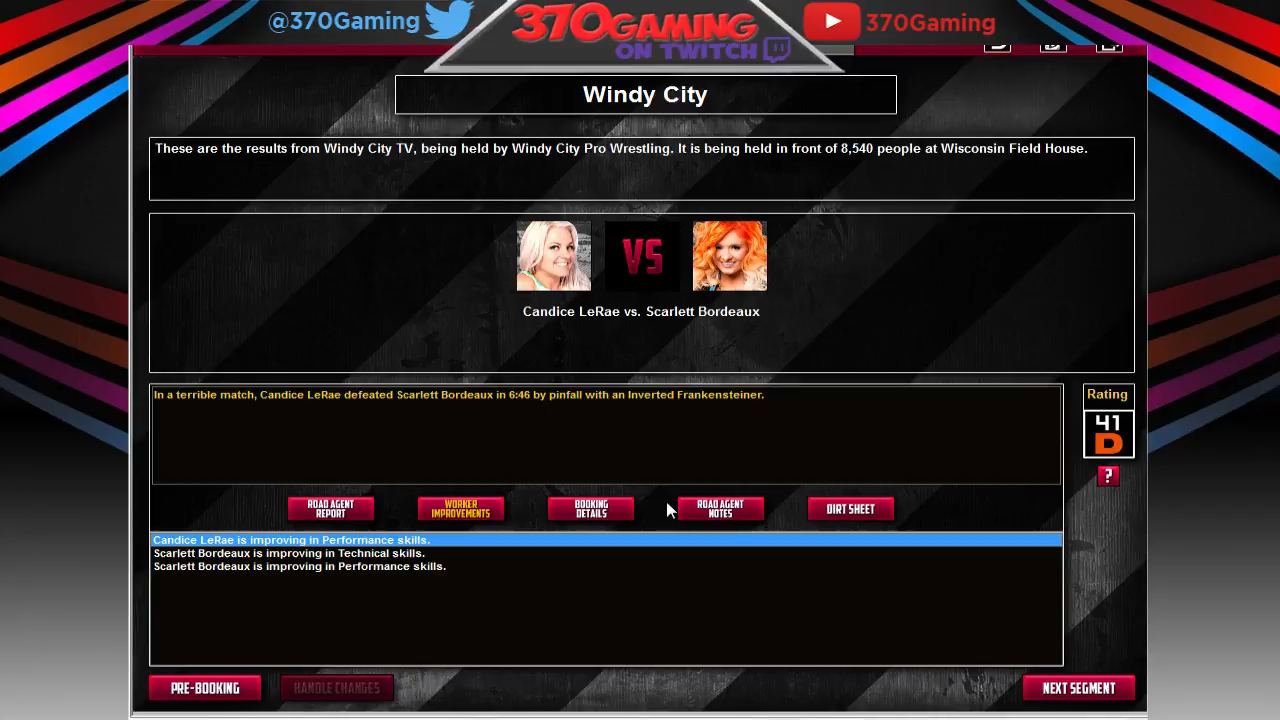 @370Gaming
370GAMING
ON TWITCH
370Gaming
Windy City
These are the results from Windy City TV, being held by Windy City Pro Wrestling. It is being held in front of 8,540 people at Wisconsin Field House.
VS
Candice LeRae vs. Scarlett Bordeaux
In a terrible match, Candice LeRae defeated Scarlett Bordeaux in 6:46 by pinfall with an Inverted Frankensteiner.
Rating
41
D
?
ROAD AGENT REPORT
WORKER IMPROVEMENTS
BOOKING DETAILS
ROAD AGENT NOTES
DIRT SHEET
Candice LeRae is improving in Performance skills.
Scarlett Bordeaux is improving in Technical skills.
Scarlett Bordeaux is improving in Performance skills.
PRE-BOOKING
HANDLE CHANGES
NEXT SEGMENT